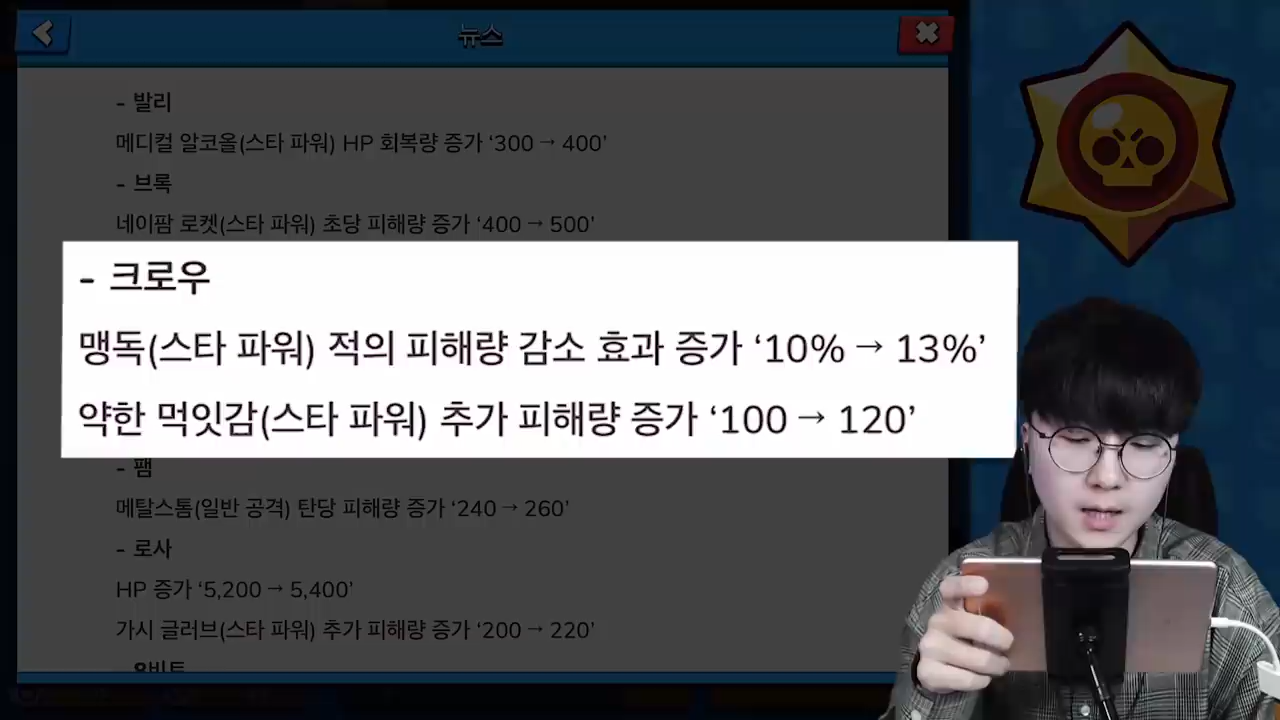 뉴스
- 발리
메디컬 알코올(스타 파워) HP 회복량 증가 ‘300 → 400’
- 브록
네이팜 로켓(스타 파워) 초당 피해량 증가 ‘400 → 500’
- 크로우
맹독(스타 파워) 적의 피해량 감소 효과 증가 ‘10% → 13%’
약한 먹잇감(스타 파워) 추가 피해량 증가 ‘100 → 120’
- 팸
메탈스톰(일반 공격) 탄당 피해량 증가 ‘240 → 260’
- 로사
HP 증가 ‘5,200 → 5,400’
가시 글러브(스타 파워) 추가 피해량 증가 ‘200 → 220’
- 8비트